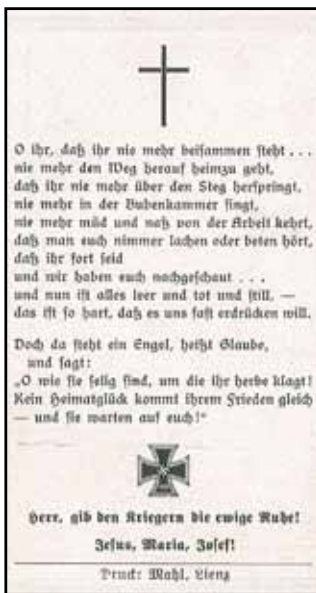 O ihr, daß ihr nie mehr beisammen steht . . .
nie mehr den Weg herauf heimzu geht,
daß ihr nie mehr über den Steg herspringt,
nie mehr in der Bubenkammer singt,
nie mehr müd und naß von der Arbeit kehrt,
daß man euch nimmer lachen oder beten hört,
daß ihr fort seid
und wir haben euch nachgeschaut . . .
und nun ist alles leer und tot und still, —
das ist so hart, daß es uns fast erdrücken will.
Doch da steht ein Engel, heißt Glaube,
und sagt:
„O wie sie selig sind, um die ihr herbe klagt!
Kein Heimatglück kommt ihrem Frieden gleich
— und sie warten auf euch!“
Herr, gib den Kriegern die ewige Ruhe!
Jesus, Maria, Josef!
Druck: Mahl, Lienz